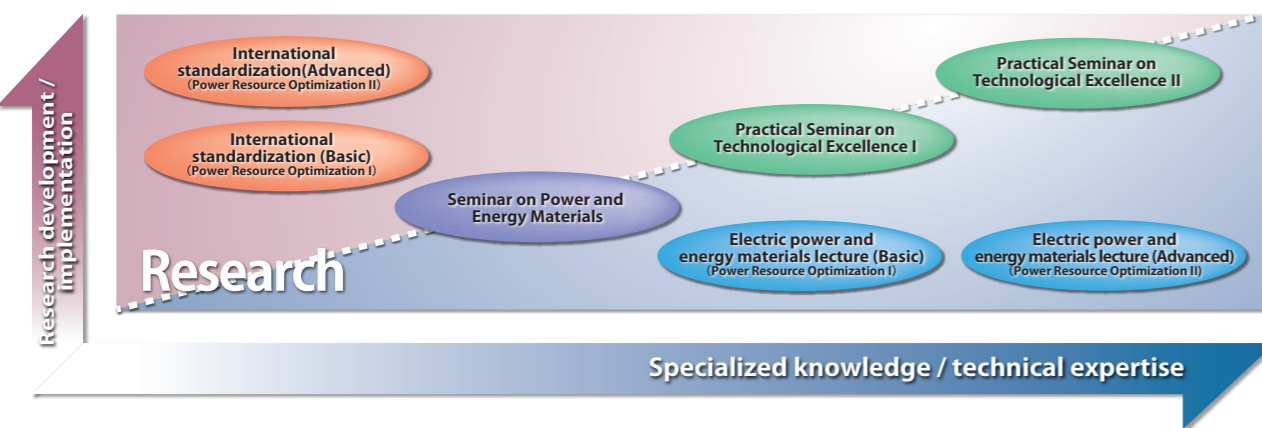 Research development /
implementation
International
standardization(Advanced)
(Power Resource Optimization II)
International
standardization (Basic)
(Power Resource Optimization I)
Seminar on Power and
Energy Materials
Practical Seminar on
Technological Excellence I
Practical Seminar on
Technological Excellence II
Electric power and
energy materials lecture (Basic)
(Power Resource Optimization I)
Electric power and
energy materials lecture (Advanced)
(Power Resource Optimization II)
Research
Specialized knowledge / technical expertise